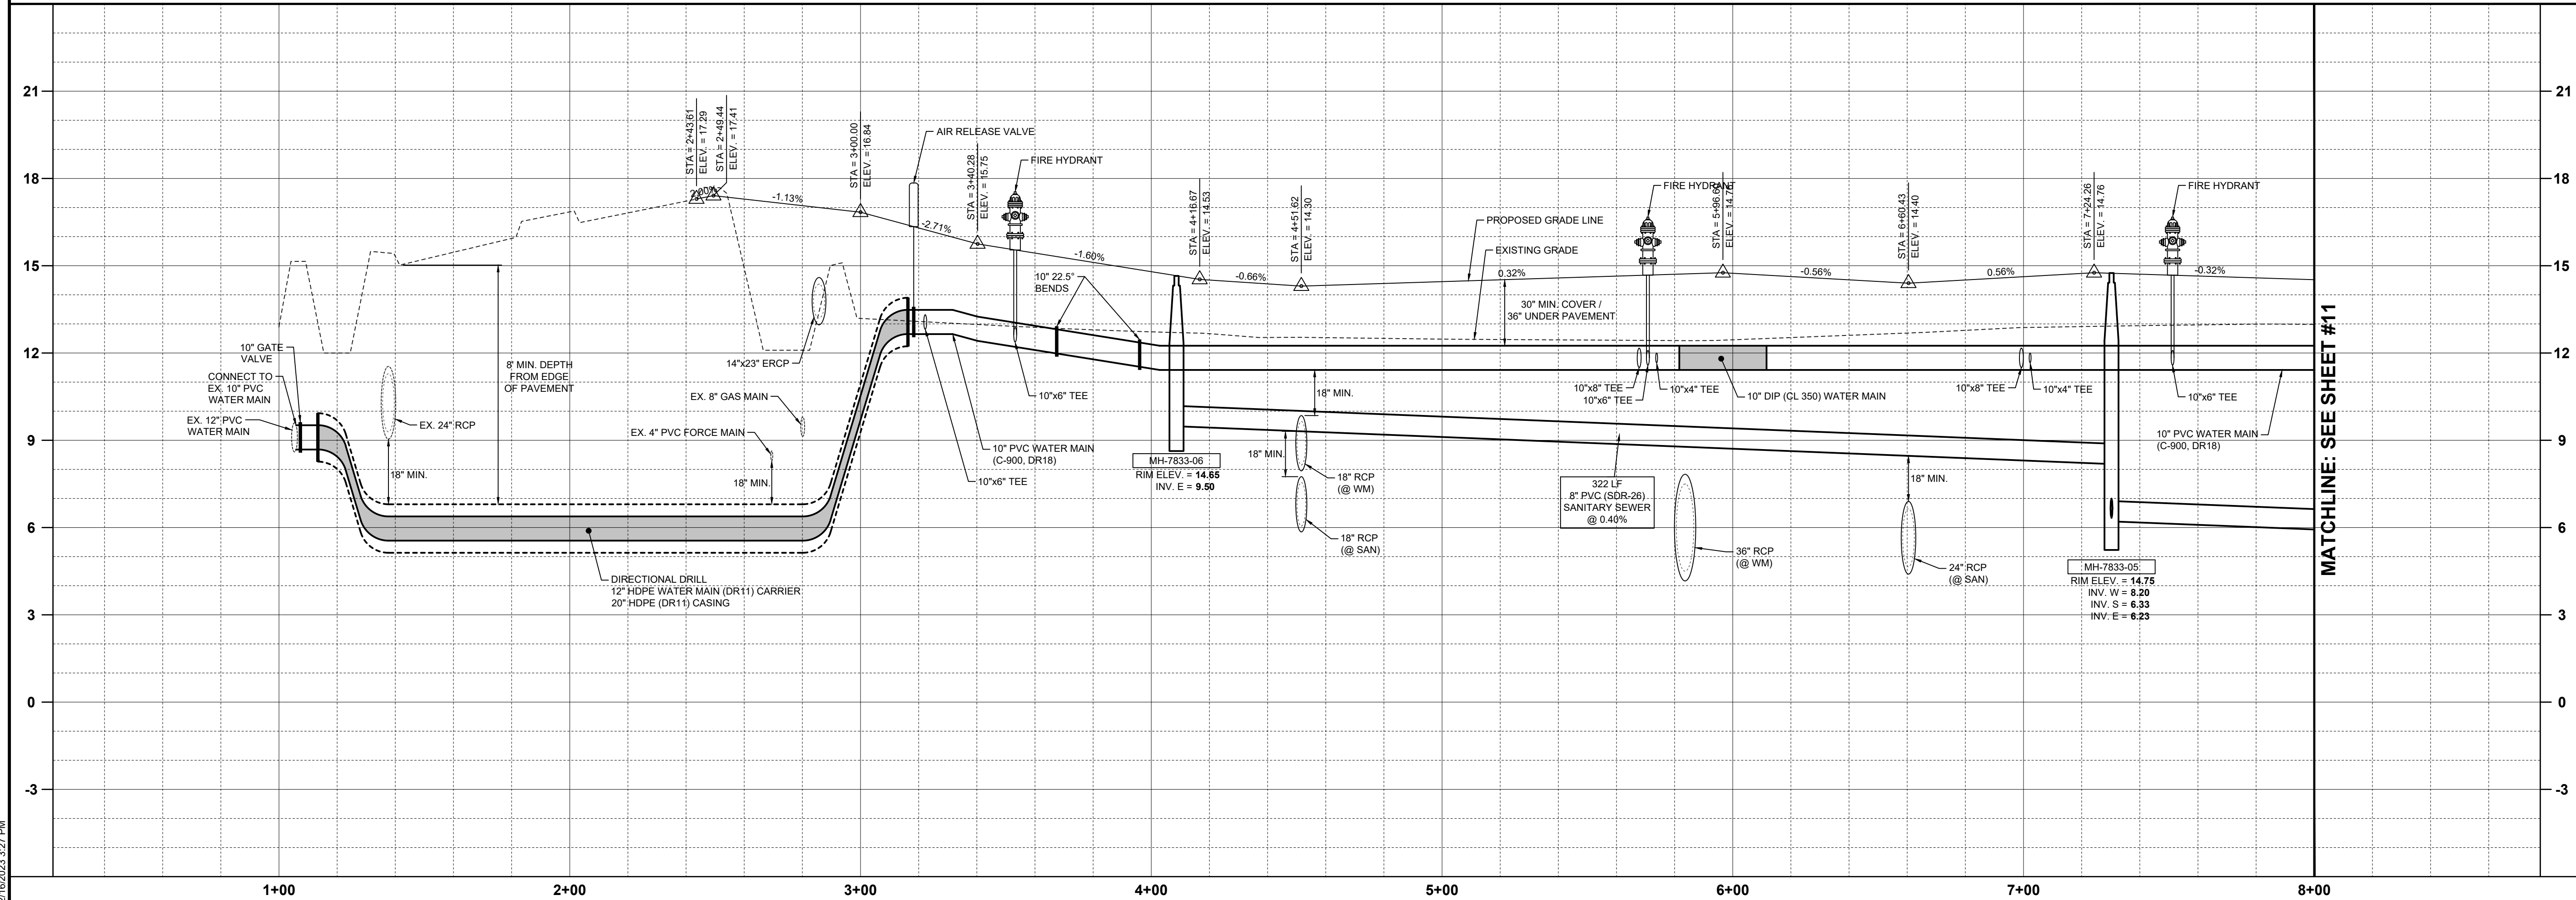 21
18
15
12
9
6
3
0
-3
21
18
15
12
9
6
3
0
-3
1+00
2+00
3+00
4+00
5+00
6+00
7+00
8+00
STA = 2+43.61
ELEV. = 17.29
STA = 2+49.44
ELEV. = 17.41
STA = 3+00.00
ELEV. = 16.84
STA = 3+40.28
ELEV. = 15.75
STA = 4+16.67
ELEV. = 14.53
STA = 4+51.62
ELEV. = 14.30
STA = 6+60.43
ELEV. = 14.40
STA = 7+24.26
ELEV. = 14.76
2.00%
-1.13%
-2.71%
-1.60%
-0.66%
0.32%
-0.56%
0.56%
-0.32%
AIR RELEASE VALVE
FIRE HYDRANT
FIRE HYDRANT
FIRE HYDRANT
PROPOSED GRADE LINE
EXISTING GRADE
10" 22.5°
BENDS
30" MIN. COVER /
36" UNDER PAVEMENT
10" GATE
VALVE
CONNECT TO
EX. 10" PVC
WATER MAIN
EX. 12" PVC
WATER MAIN
EX. 24" RCP
18" MIN.
8' MIN. DEPTH
FROM EDGE
OF PAVEMENT
14"x23" ERCP
EX. 8" GAS MAIN
EX. 4" PVC FORCE MAIN
18" MIN.
DIRECTIONAL DRILL
12" HDPE WATER MAIN (DR11) CARRIER
20" HDPE (DR11) CASING
10"x6" TEE
10" PVC WATER MAIN
(C-900, DR18)
10"x6" TEE
MH-7833-06
RIM ELEV. = 14.65
INV. E = 9.50
18" MIN.
18" MIN.
18" RCP
(@ WM)
18" RCP
(@ SAN)
322 LF
8" PVC (SDR-26)
SANITARY SEWER
@ 0.40%
10"x8" TEE
10"x6" TEE
10"x4" TEE
10" DIP (CL 350) WATER MAIN
36" RCP
(@ WM)
18" MIN.
24" RCP
(@ SAN)
10"x8" TEE
10"x4" TEE
10"x6" TEE
10" PVC WATER MAIN
(C-900, DR18)
MH-7833-05
RIM ELEV. = 14.75
INV. W = 8.20
INV. S = 6.33
INV. E = 6.23
MATCHLINE: SEE SHEET #11